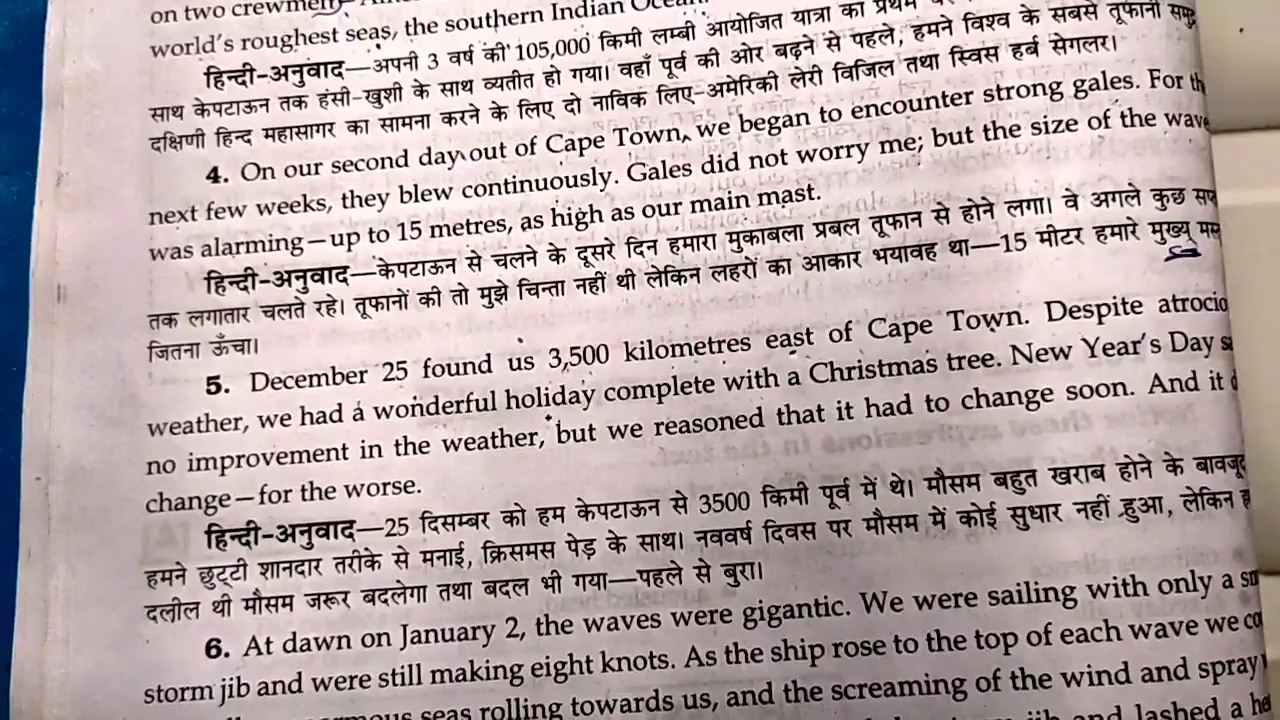 on two crewmen
world's roughest seas, the southern Indian Ocean.
हिन्दी-अनुवाद—अपनी 3 वर्ष की 105,000 किमी लम्बी आयोजित यात्रा का प्रथम
साथ केपटाऊन तक हंसी-खुशी के साथ व्यतीत हो गया। वहाँ पूर्व की ओर बढ़ने से पहले, हमने विश्व के सबसे तूफानी
दक्षिणी हिन्द महासागर का सामना करने के लिए दो नाविक लिए-अमेरिकी लेरी विजिल तथा स्विस हर्ब सेगलर।
4. On our second day out of Cape Town, we began to encounter strong gales. For
next few weeks, they blew continuously. Gales did not worry me; but the size of the
was alarming—up to 15 metres, as high as our main mast.
हिन्दी-अनुवाद—केपटाऊन से चलने के दूसरे दिन हमारा मुकाबला प्रबल तूफान से होने लगा। वे अगले कुछ
तक लगातार चलते रहे। तूफानों की तो मुझे चिन्ता नहीं थी लेकिन लहरों का आकार भयावह था—15 मीटर हमारे मुख्य
जितना ऊँचा।
5. December 25 found us 3,500 kilometres east of Cape Town. Despite
weather, we had a wonderful holiday complete with a Christmas tree. New Year's Day
no improvement in the weather, but we reasoned that it had to change soon. And it
change—for the worse.
हिन्दी-अनुवाद—25 दिसम्बर को हम केपटाऊन से 3500 किमी पूर्व में थे। मौसम बहुत खराब होने के
हमने छुट्टी शानदार तरीके से मनाई, क्रिसमस पेड़ के साथ। नववर्ष दिवस पर मौसम में कोई सुधार नहीं हुआ, लेकिन
दलील थी मौसम जरूर बदलेगा तथा बदल भी गया—पहले से बुरा।
6. At dawn on January 2, the waves were gigantic. We were sailing with only a
storm jib and were still making eight knots. As the ship rose to the top of each wave we
seas rolling towards us, and the screaming of the wind and spray
jib and lashed a